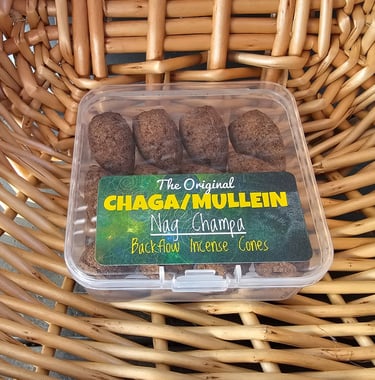 The Original
CHAGA/MULLEIN
Nag Champa
Backflow Incense Cones